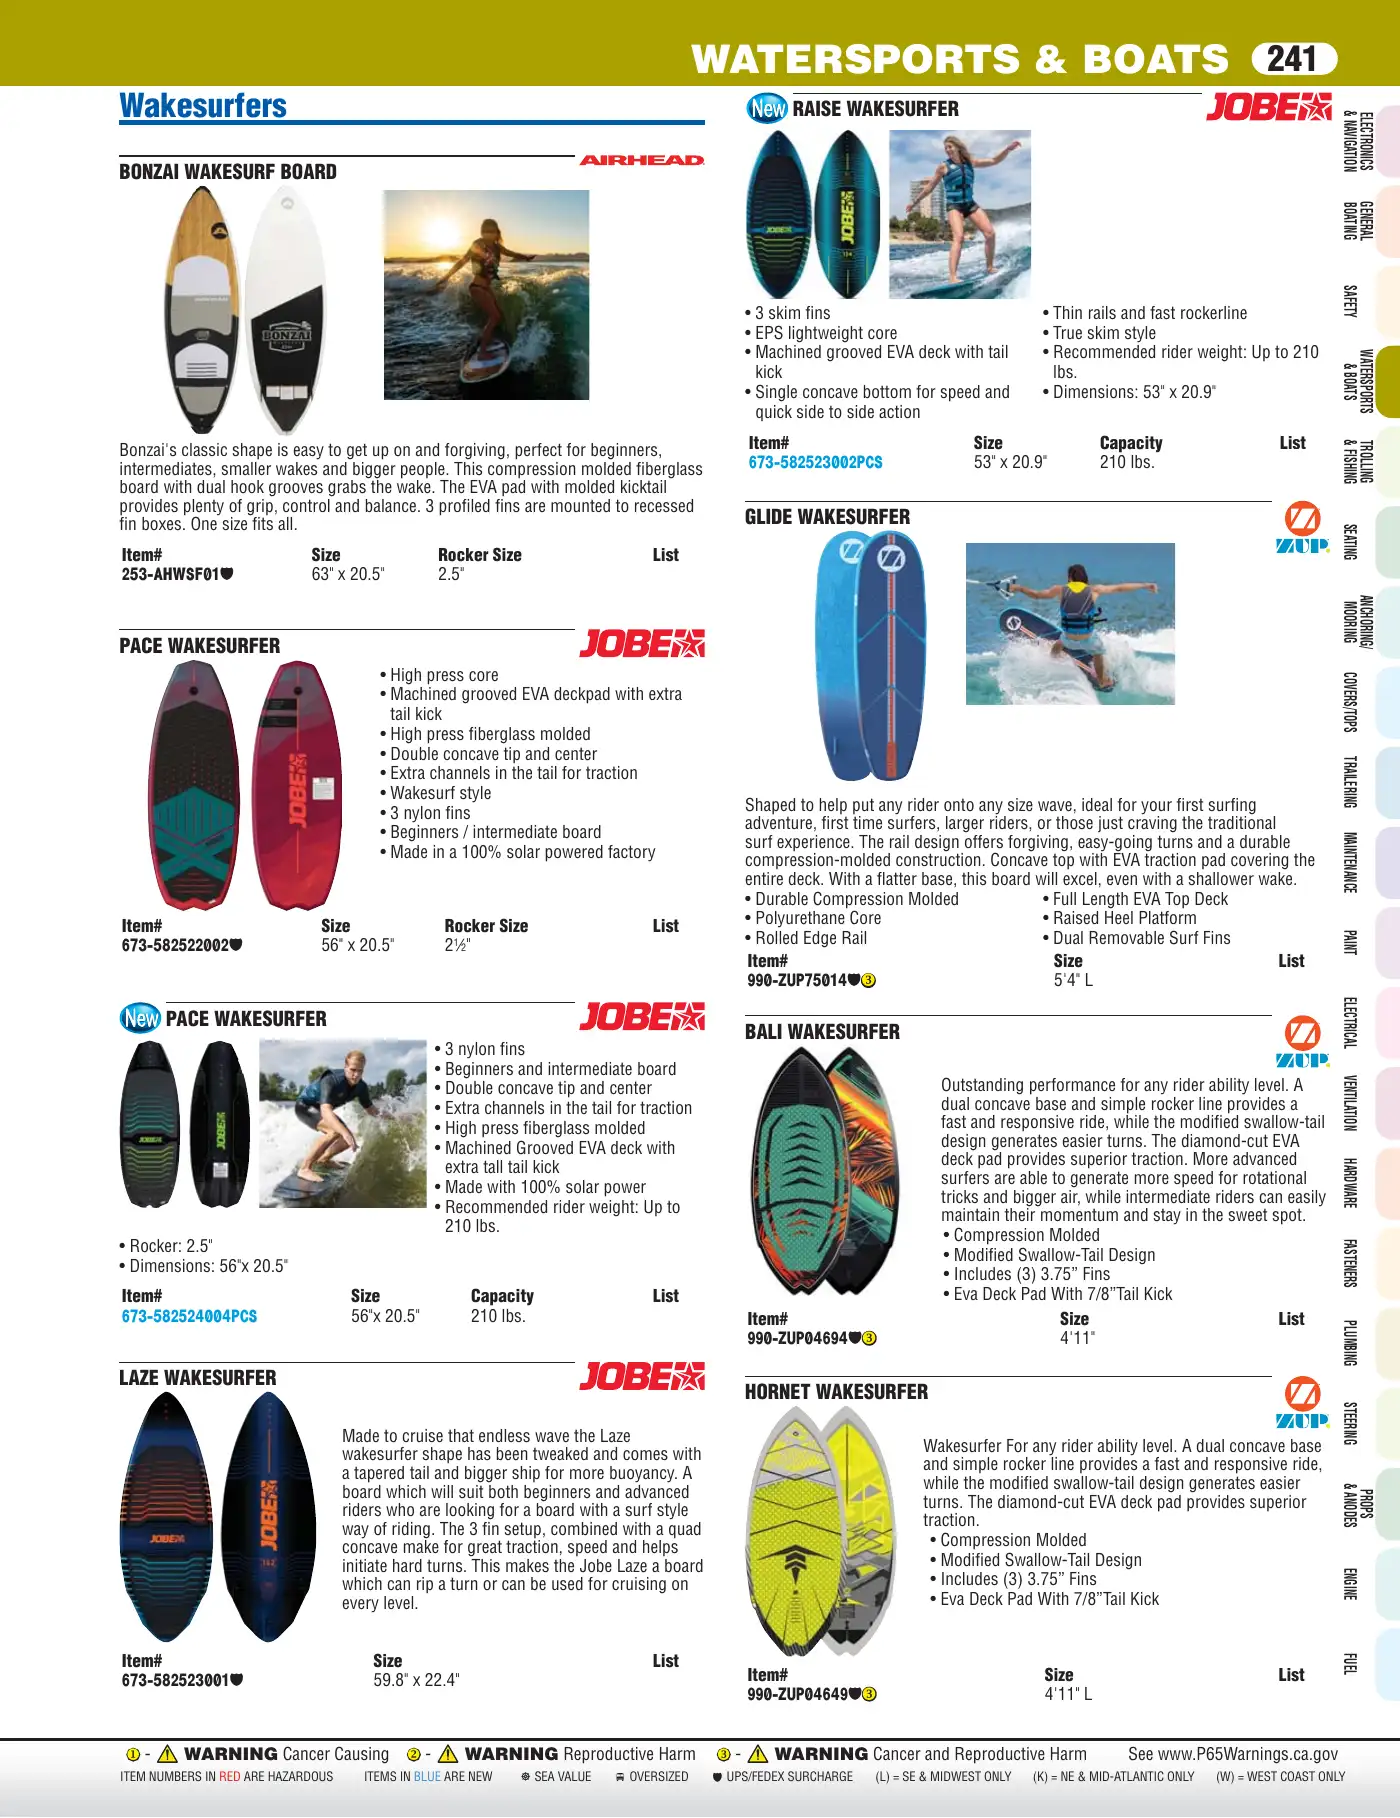 WATERSPORTS & BOATS 241
Wakesurfers
AIRHEAD
BONZAI WAKESURF BOARD
BONZAI
Bonzai's classic shape is easy to get up on and forgiving, perfect for beginners,
intermediates, smaller wakes and bigger people. This compression molded fiberglass
board with dual hook grooves grabs the wake. The EVA pad with molded kicktail
provides plenty of grip, control and balance. 3 profiled fins are mounted to recessed
fin boxes. One size fits all.
Item# Size Rocker Size List
253-AHWSF01 63" x 20.5" 2.5"
PACE WAKESURFER
JOBE
JOBE
• High press core
• Machined grooved EVA deckpad with extra
tail kick
• High press fiberglass molded
• Double concave tip and center
• Extra channels in the tail for traction
• Wakesurf style
• 3 nylon fins
• Beginners / intermediate board
• Made in a 100% solar powered factory
Item# Size Rocker Size List
673-582522002 56" x 20.5" 2½"
New PACE WAKESURFER
JOBE
JOBE
JOBE
• 3 nylon fins
• Beginners and intermediate board
• Double concave tip and center
• Extra channels in the tail for traction
• High press fiberglass molded
• Machined Grooved EVA deck with
extra tall tail kick
• Made with 100% solar power
• Recommended rider weight: Up to
210 lbs.
• Rocker: 2.5"
• Dimensions: 56"x 20.5"
Item# Size Capacity List
673-582524004PCS 56"x 20.5" 210 lbs.
LAZE WAKESURFER
JOBE
JOBE
JOBE
Made to cruise that endless wave the Laze
wakesurfer shape has been tweaked and comes with
a tapered tail and bigger ship for more buoyancy. A
board which will suit both beginners and advanced
riders who are looking for a board with a surf style
way of riding. The 3 fin setup, combined with a quad
concave make for great traction, speed and helps
initiate hard turns. This makes the Jobe Laze a board
which can rip a turn or can be used for cruising on
every level.
Item# Size List
673-582523001 59.8" x 22.4"
New RAISE WAKESURFER
JOBE
JOBE
JOBE
• 3 skim fins
• EPS lightweight core
• Machined grooved EVA deck with tail
kick
• Single concave bottom for speed and
quick side to side action
• Thin rails and fast rockerline
• True skim style
• Recommended rider weight: Up to 210
lbs.
• Dimensions: 53" x 20.9"
Item# Size Capacity List
673-582523002PCS 53" x 20.9" 210 lbs.
GLIDE WAKESURFER
ZUP
Shaped to help put any rider onto any size wave, ideal for your first surfing
adventure, first time surfers, larger riders, or those just craving the traditional
surf experience. The rail design offers forgiving, easy-going turns and a durable
compression-molded construction. Concave top with EVA traction pad covering the
entire deck. With a flatter base, this board will excel, even with a shallower wake.
• Durable Compression Molded
• Polyurethane Core
• Rolled Edge Rail
• Full Length EVA Top Deck
• Raised Heel Platform
• Dual Removable Surf Fins
Item# Size List
990-ZUP75014 3 5'4" L
BALI WAKESURFER
ZUP
Outstanding performance for any rider ability level. A
dual concave base and simple rocker line provides a
fast and responsive ride, while the modified swallow-tail
design generates easier turns. The diamond-cut EVA
deck pad provides superior traction. More advanced
surfers are able to generate more speed for rotational
tricks and bigger air, while intermediate riders can easily
maintain their momentum and stay in the sweet spot.
• Compression Molded
• Modified Swallow-Tail Design
• Includes (3) 3.75” Fins
• Eva Deck Pad With 7/8”Tail Kick
Item# Size List
990-ZUP04694 3 4'11"
HORNET WAKESURFER
ZUP
Wakesurfer For any rider ability level. A dual concave base
and simple rocker line provides a fast and responsive ride,
while the modified swallow-tail design generates easier
turns. The diamond-cut EVA deck pad provides superior
traction.
• Compression Molded
• Modified Swallow-Tail Design
• Includes (3) 3.75” Fins
• Eva Deck Pad With 7/8”Tail Kick
Item# Size List
990-ZUP04649 3 4'11" L
ELECTRONICS
& NAVIGATION
GENERAL
BOATING
SAFETY
WATERSPORTS
& BOATS
TROLLING
& FISHING
SEATING
ANCHORING/
MOORING
COVERS/TOPS
TRAILERING
MAINTENANCE
PAINT
ELECTRICAL
VENTILATION
HARDWARE
FASTENERS
PLUMBING
STEERING
PROPS
& ANODES
ENGINE
FUEL
1 - WARNING Cancer Causing 2 - WARNING Reproductive Harm 3 - WARNING Cancer and Reproductive Harm See www.P65Warnings.ca.gov
ITEM NUMBERS IN RED ARE HAZARDOUS ITEMS IN BLUE ARE NEW SEA VALUE OVERSIZED UPS/FEDEX SURCHARGE (L) = SE & MIDWEST ONLY (K) = NE & MID-ATLANTIC ONLY (W) = WEST COAST ONLY